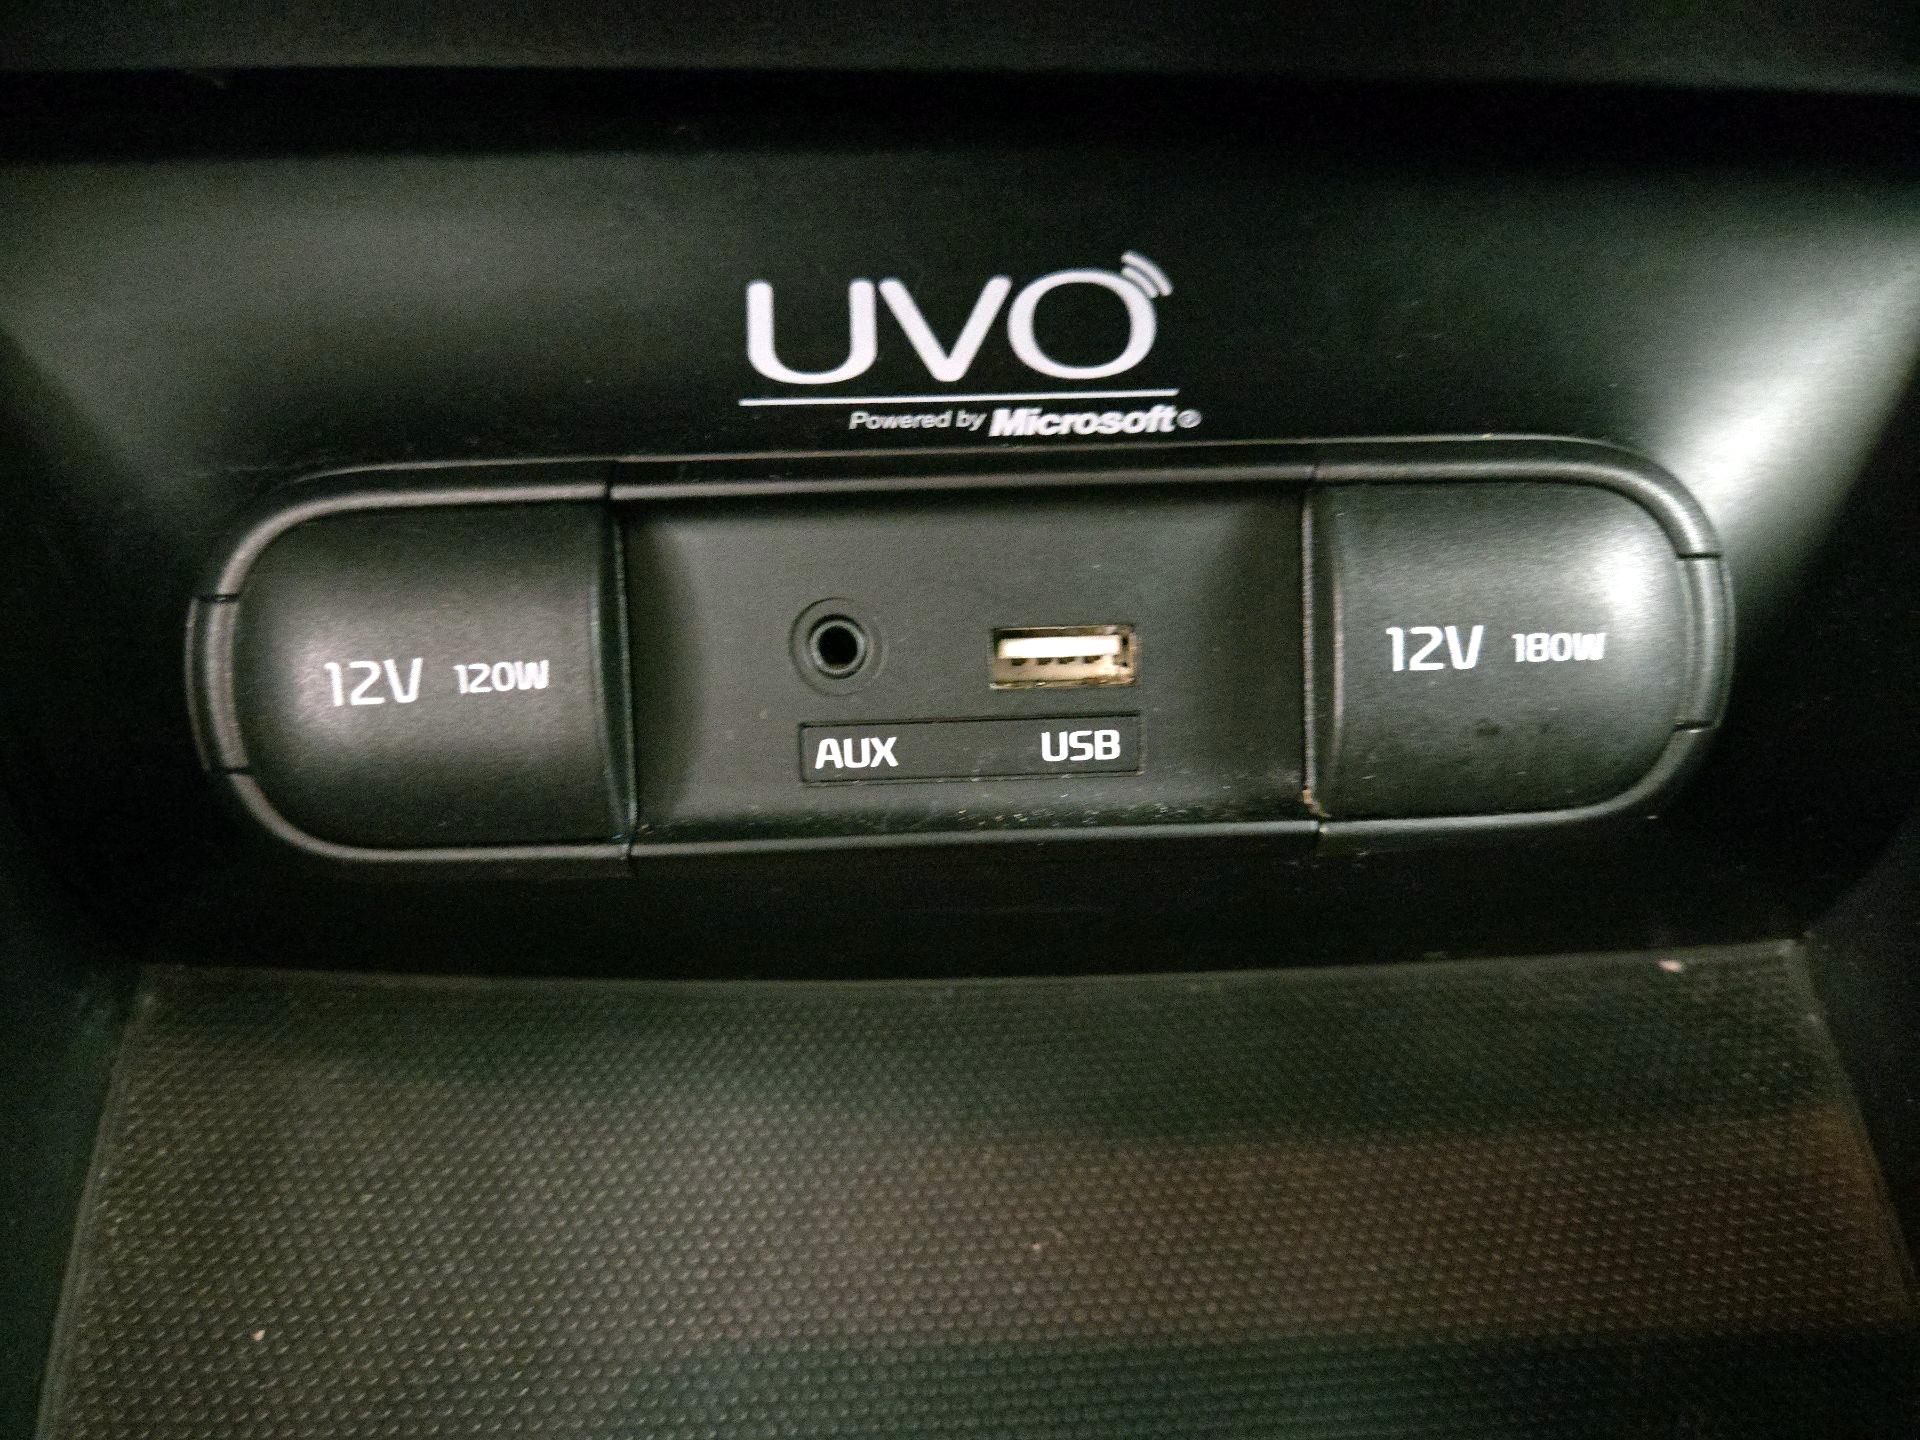 UVO
Powered by Microsoft®
12V 120W
AUX USB
12V 180W